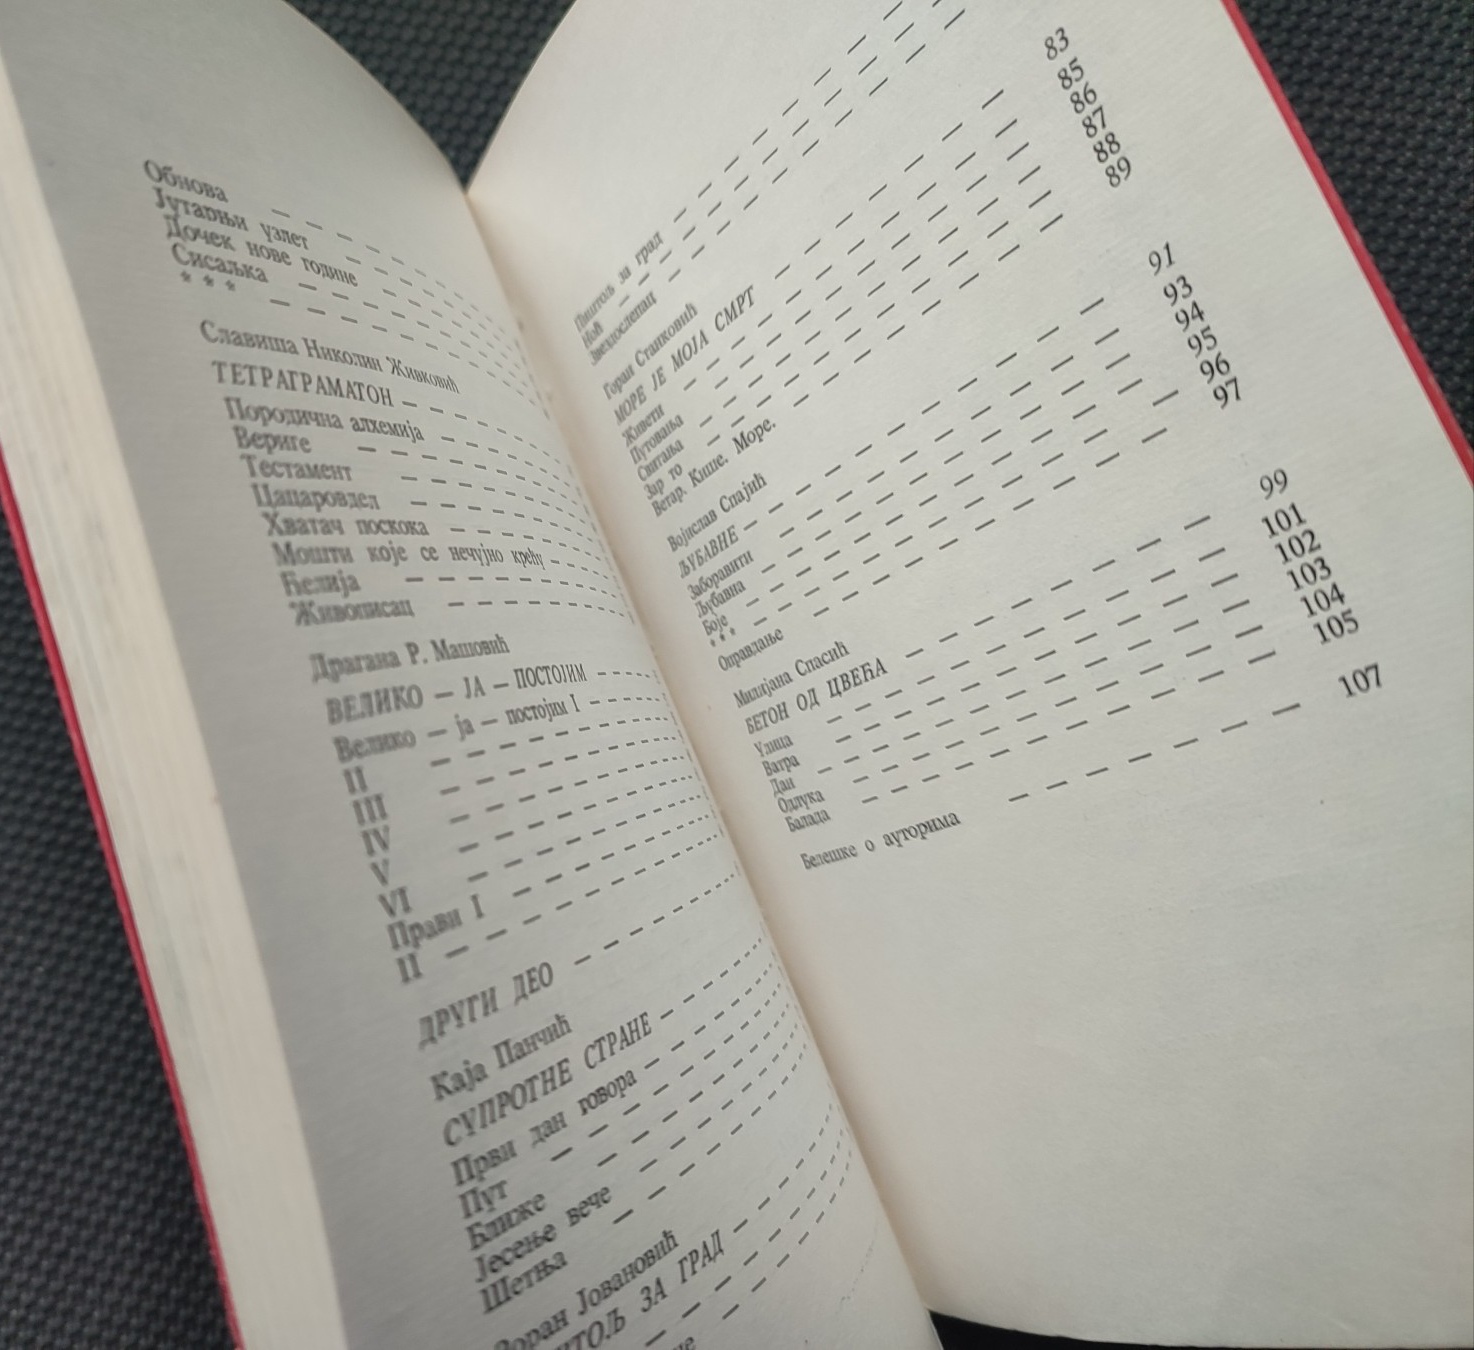 Обнова — — — — — —
Јутарњи узлет — — — — — —
Дочек нове године — — — — — —
Сисаљка — — — — — —
* * * — — — — — —
Славиша Николин Живковић
ТЕТРАГРАМАТОН — — — — — —
Породична алхемија — — — — — —
Вериге — — — — — —
Тестамент — — — — — —
Цапаровдел — — — — — —
Хватач поскока — — — — — —
Мошти које се нечујно крећу — — — — — —
Ћелија — — — — — —
Живописац — — — — — —
Драгана Р. Машовић
ВЕЛИКО — ЈА — ПОСТОЈИМ — — — —
Велико — ја — постојим I — — — —
II — — — — — —
III — — — — — —
IV — — — — — —
V — — — — — —
VI — — — — — —
Прави I — — — — — —
II — — — — — —
ДРУГИ ДЕО — — — — — —
Каја Панчић
СУПРОТНЕ СТРАНЕ — — — — — —
Први дан говора — — — — — —
Пут — — — — — —
Ближе — — — — — —
Јесење вече — — — — — —
Шетња — — — — — —
Зоран Јовановић
ПИШТОЉ ЗА ГРАД — — — — — —
Пиштољ за град — — — — — —
Ноћ — — — — — —
Звездослепац — — — — — —
Горан Станковић
МОРЕ ЈЕ МОЈА СМРТ — — — — — — 83
Живети — — — — — — 85
Путовања — — — — — — 86
Свитања — — — — — — 87
Зар то — — — — — — 88
Ветар. Кише. Море. — — — — — — 89
Војислав Спајић
ЉУБАВНЕ — — — — — — 91
Заборавити — — — — — — 93
Љубавна — — — — — — 94
Боје — — — — — — 95
* * * — — — — — — 96
Оправдање — — — — — — 97
Милијана Спасић
БЕТОН ОД ЦВЕЋА — — — — — — 99
Улица — — — — — — 101
Ватра — — — — — — 102
Дан — — — — — — 103
Одлука — — — — — — 104
Балада — — — — — — 105
Белешке о ауторима — — — — — — 107